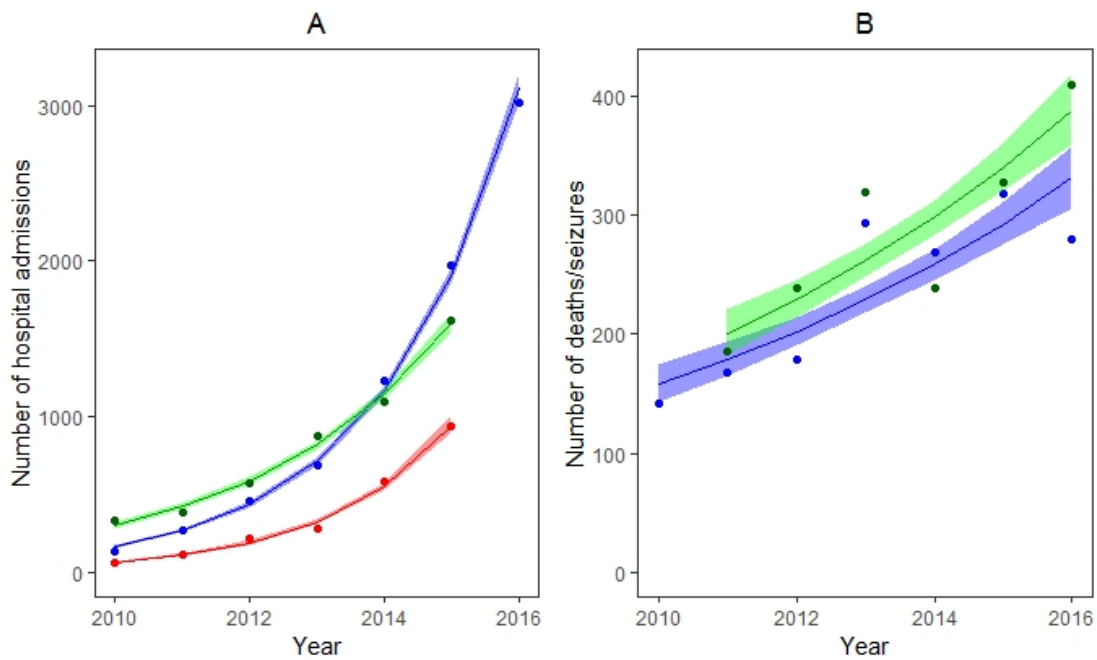 A
Number of hospital admissions
3000
2000
1000
0
2010
2012
2014
2016
Year
B
Number of deaths/seizures
400
300
200
100
0
2010
2012
2014
2016
Year